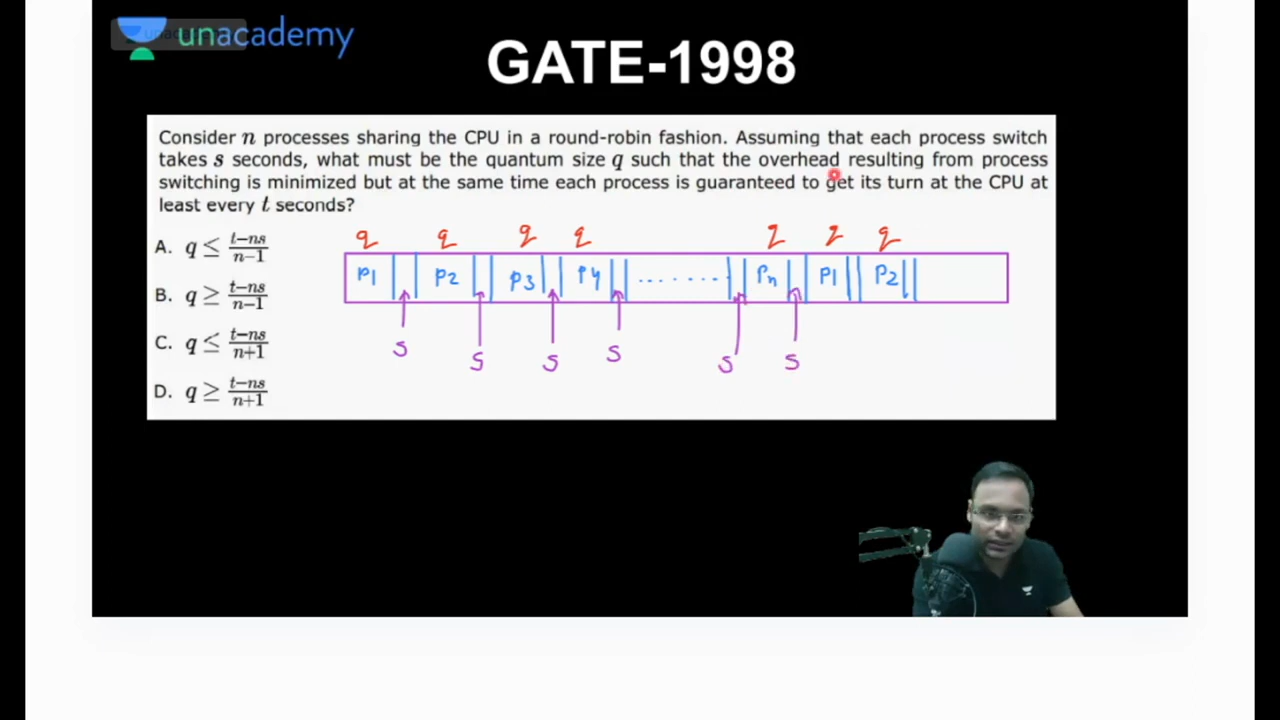 unacademy
GATE-1998
Consider n processes sharing the CPU in a round-robin fashion. Assuming that each process switch
takes s seconds, what must be the quantum size q such that the overhead resulting from process
switching is minimized but at the same time each process is guaranteed to get its turn at the CPU at
least every t seconds?
A. q ≤ (t−ns)/(n−1)
B. q ≥ (t−ns)/(n−1)
C. q ≤ (t−ns)/(n+1)
D. q ≥ (t−ns)/(n+1)
q q q q q q q
P1 P2 P3 P4 ........ Pn P1 P2
s s s s s s